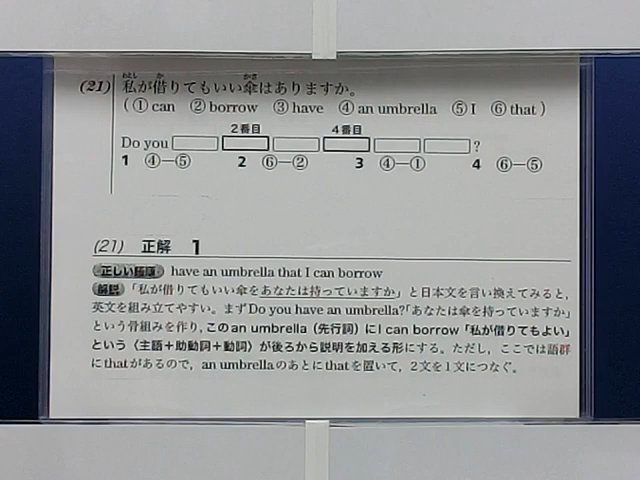 (21) 私が借りてもいい傘はありますか。
( ① can ② borrow ③ have ④ an umbrella ⑤ I ⑥ that )
2番目 4番目
Do you ?
1 ④―⑤ 2 ⑥―② 3 ④―① 4 ⑥―⑤
(21) 正解 1
正しい語順 have an umbrella that I can borrow
解説 「私が借りてもいい傘をあなたは持っていますか」と日本文を言い換えてみると,
英文を組み立てやすい。まずDo you have an umbrella?「あなたは傘を持っていますか」
という骨組みを作り, このan umbrella（先行詞）にI can borrow「私が借りてもよい」
という〈主語+助動詞+動詞〉が後ろから説明を加える形にする。ただし, ここでは語群
にthatがあるので, an umbrellaのあとにthatを置いて, 2文を1文につなぐ。